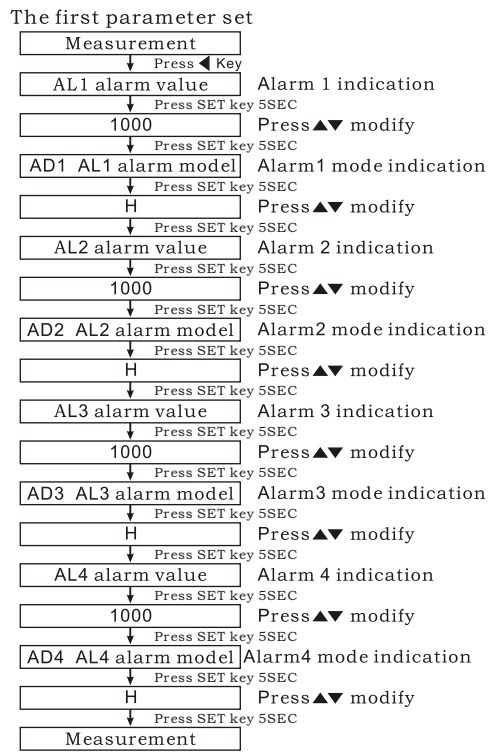 The first parameter set
Measurement
Press ◀ Key
AL1 alarm value Alarm 1 indication
Press SET key 5SEC
1000 Press▲▼ modify
Press SET key 5SEC
AD1 AL1 alarm model Alarm1 mode indication
Press SET key 5SEC
H Press▲▼ modify
Press SET key 5SEC
AL2 alarm value Alarm 2 indication
Press SET key 5SEC
1000 Press▲▼ modify
Press SET key 5SEC
AD2 AL2 alarm model Alarm2 mode indication
Press SET key 5SEC
H Press▲▼ modify
Press SET key 5SEC
AL3 alarm value Alarm 3 indication
Press SET key 5SEC
1000 Press▲▼ modify
Press SET key 5SEC
AD3 AL3 alarm model Alarm3 mode indication
Press SET key 5SEC
H Press▲▼ modify
Press SET key 5SEC
AL4 alarm value Alarm 4 indication
Press SET key 5SEC
1000 Press▲▼ modify
Press SET key 5SEC
AD4 AL4 alarm model Alarm4 mode indication
Press SET key 5SEC
H Press▲▼ modify
Press SET key 5SEC
Measurement